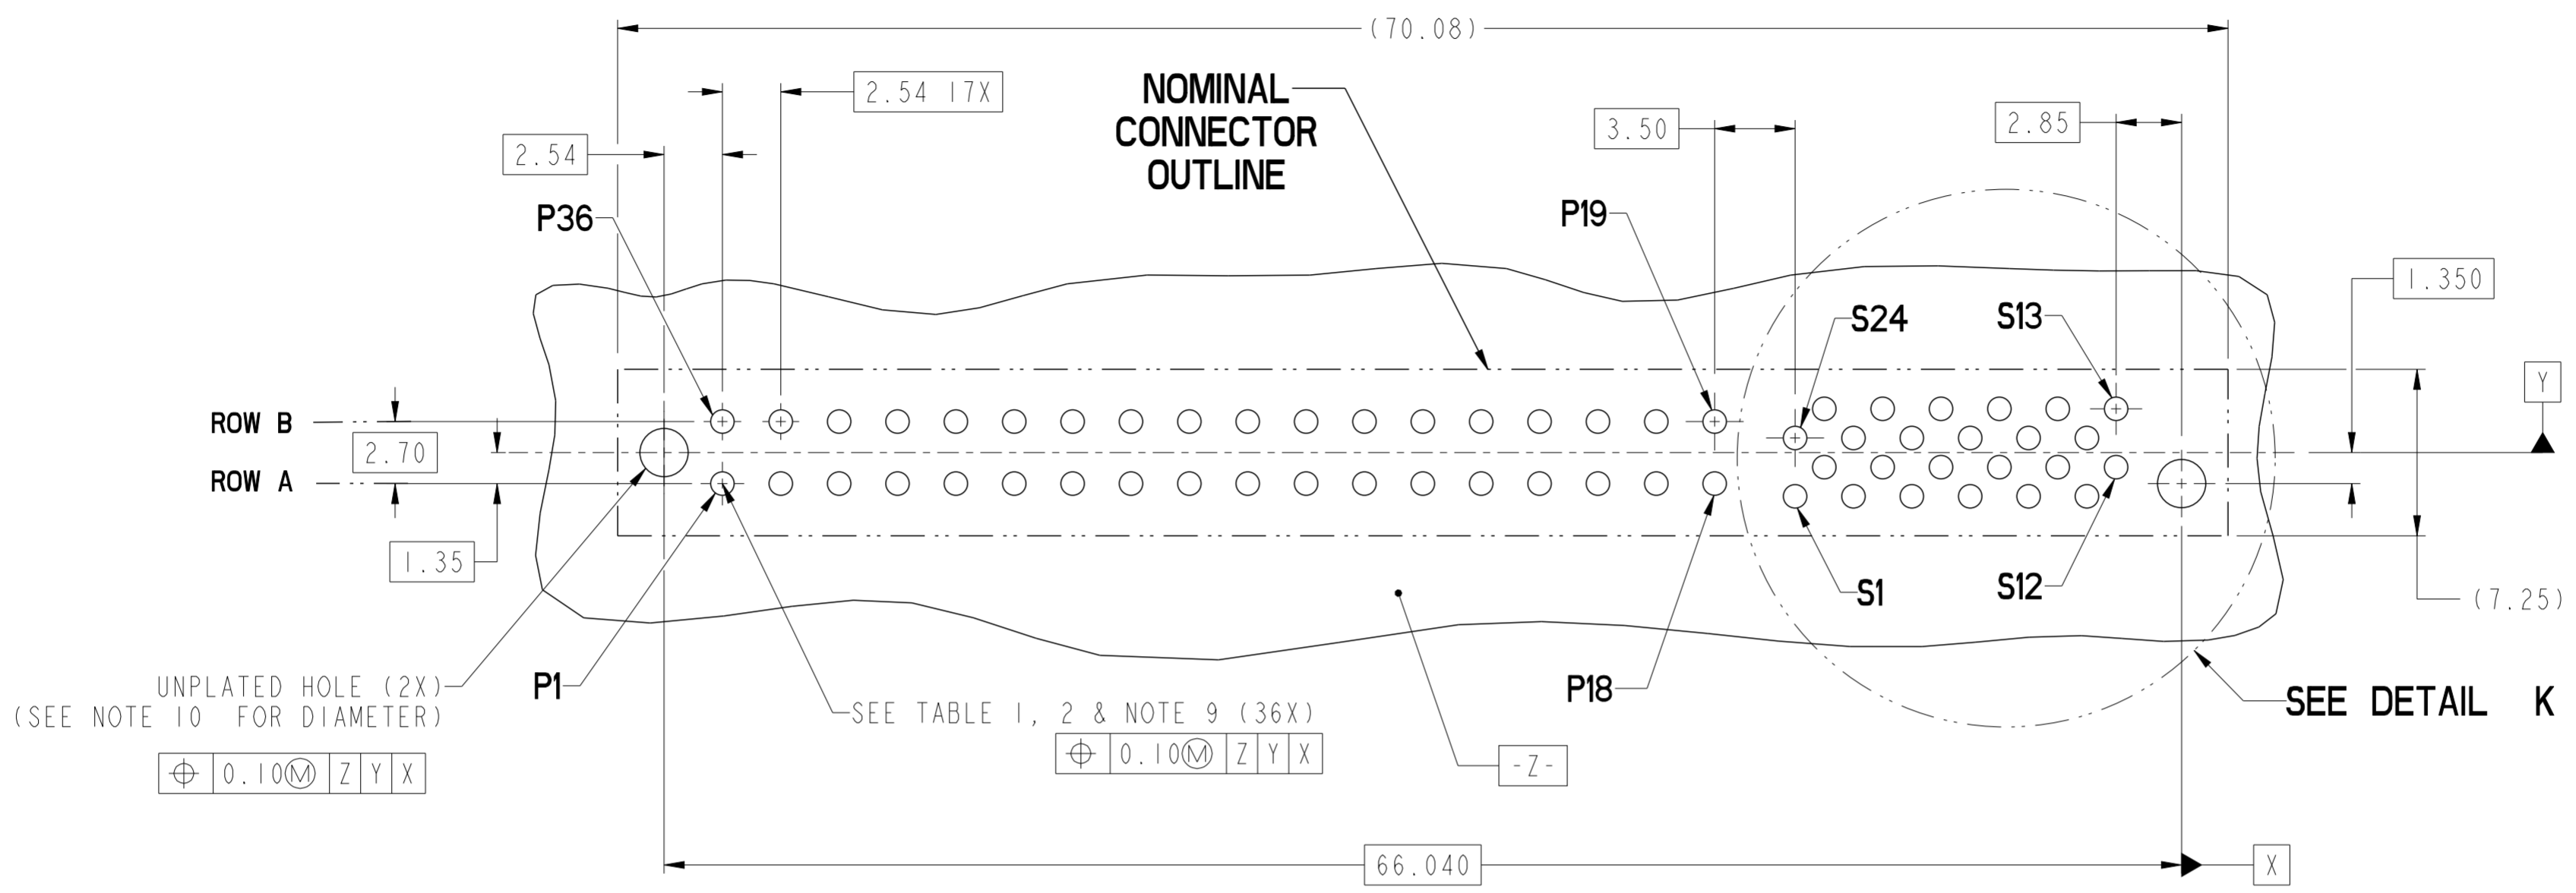 (70.08)
2.54 17X
NOMINAL
CONNECTOR
OUTLINE
3.50
2.85
2.54
P36
P19
1.350
S24
S13
Y
ROW B
2.70
ROW A
1.35
S1
S12
(7.25)
UNPLATED HOLE (2X)
(SEE NOTE 10 FOR DIAMETER)
P1
P18
SEE DETAIL K
SEE TABLE 1, 2 & NOTE 9 (36X)
⌖ 0.10Ⓜ Z Y X
⌖ 0.10Ⓜ Z Y X
-Z-
66.040
X